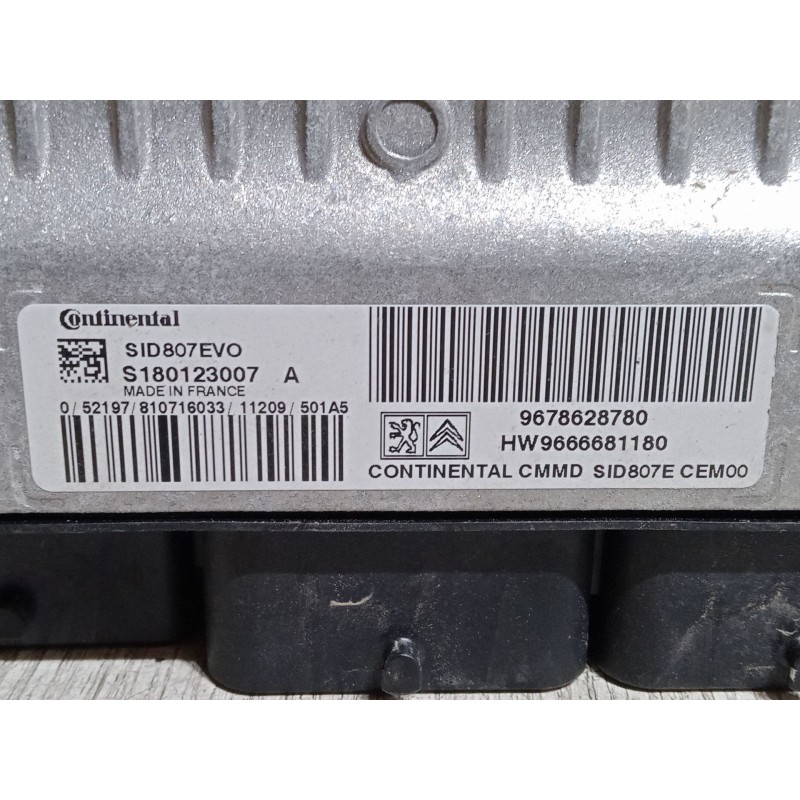 Continental
SID807EVO
S180123007 A
MADE IN FRANCE
0/52197/810716033/11209/501A5
9678628780
HW9666681180
CONTINENTAL CMMD SID807E CEM00